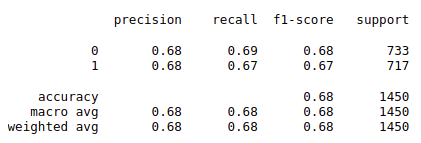 precision recall f1-score support
0 0.68 0.69 0.68 733
1 0.68 0.67 0.67 717
accuracy 0.68 1450
macro avg 0.68 0.68 0.68 1450
weighted avg 0.68 0.68 0.68 1450